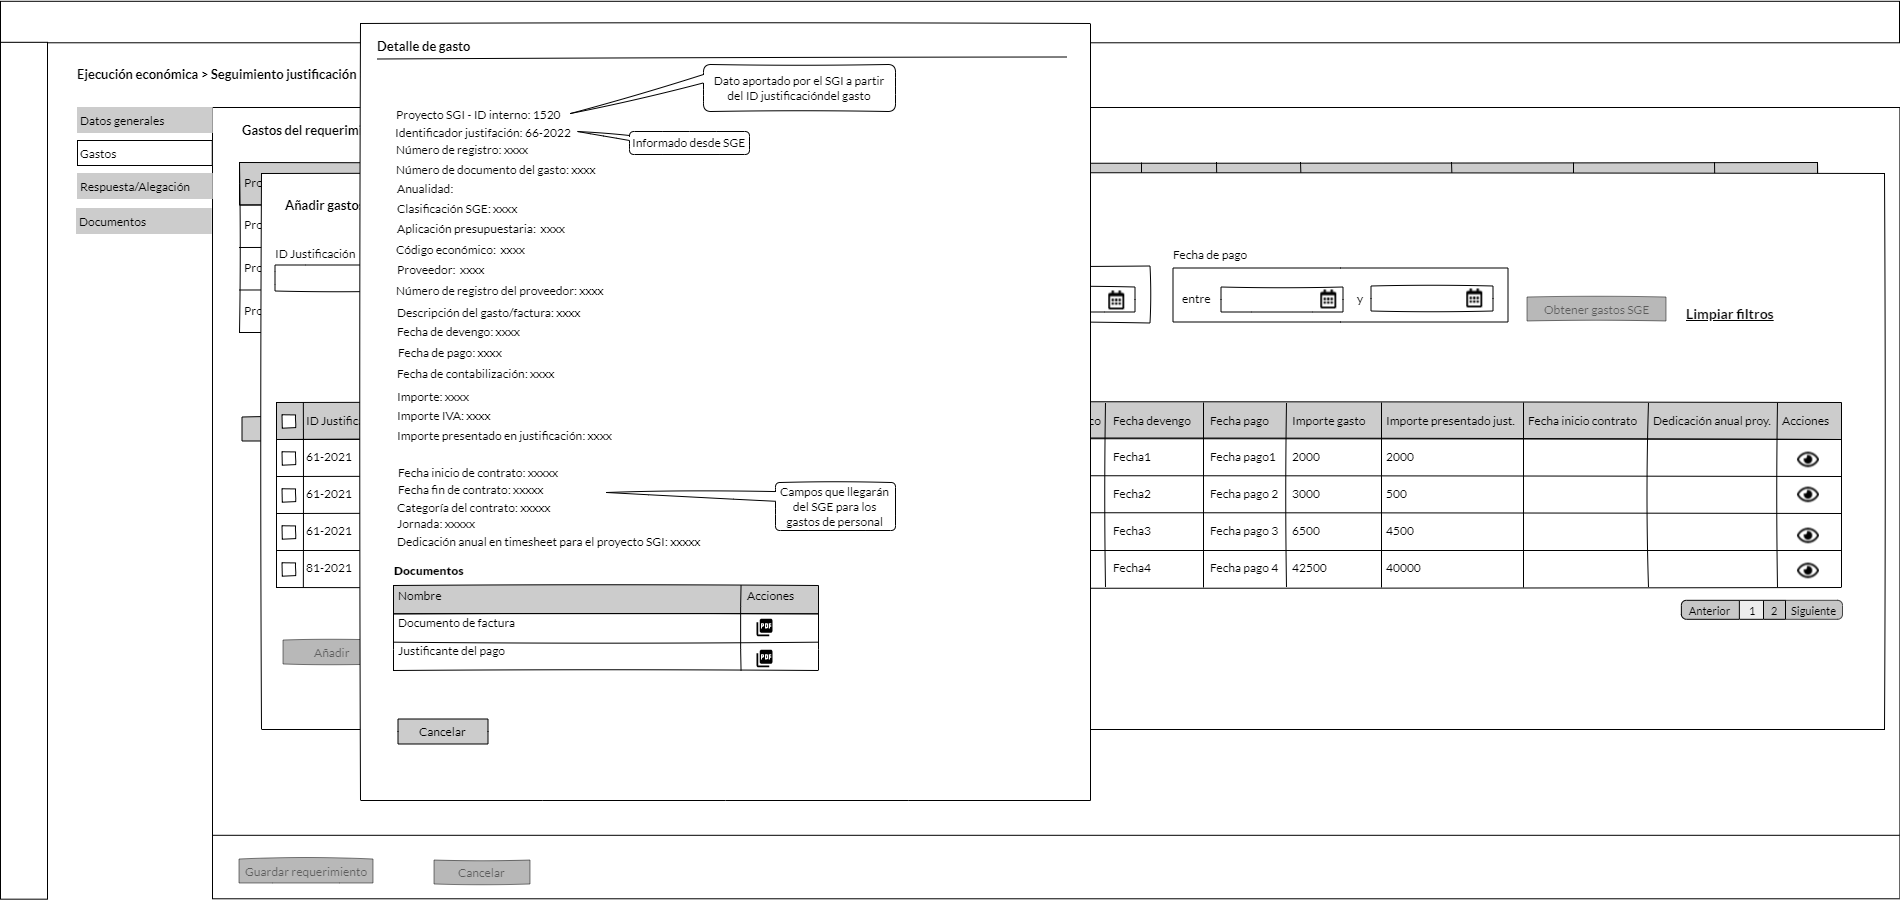 Detalle de gasto
Ejecución económica > Seguimiento justificación
Datos generales
Gastos
Respuesta/Alegación
Documentos
Gastos del requerim
Pro
Pro
Pro
Pro
Añadir gasto
ID Justificación
Dato aportado por el SGI a partir
del ID justificacióndel gasto
Proyecto SGI - ID interno: 1520
Identificador justifación: 66-2022
Informado desde SGE
Número de registro: xxxx
Número de documento del gasto: xxxx
Anualidad:
Clasificación SGE: xxxx
Aplicación presupuestaria: xxxx
Código económico: xxxx
Proveedor: xxxx
Número de registro del proveedor: xxxx
Descripción del gasto/factura: xxxx
Fecha de devengo: xxxx
Fecha de pago: xxxx
Fecha de contabilización: xxxx
Importe: xxxx
Importe IVA: xxxx
Importe presentado en justificación: xxxx
Fecha inicio de contrato: xxxxx
Fecha fin de contrato: xxxxx
Categoría del contrato: xxxxx
Jornada: xxxxx
Dedicación anual en timesheet para el proyecto SGI: xxxxx
Campos que llegarán
del SGE para los
gastos de personal
Documentos
Nombre Acciones
Documento de factura PDF
Justificante del pago PDF
Cancelar
Fecha de pago
entre y
Obtener gastos SGE
Limpiar filtros
ID Justific co Fecha devengo Fecha pago Importe gasto Importe presentado just. Fecha inicio contrato Dedicación anual proy. Acciones
61-2021 Fecha1 Fecha pago1 2000 2000
61-2021 Fecha2 Fecha pago 2 3000 500
61-2021 Fecha3 Fecha pago 3 6500 4500
81-2021 Fecha4 Fecha pago 4 42500 40000
Anterior 1 2 Siguiente
Añadir
Guardar requerimiento Cancelar